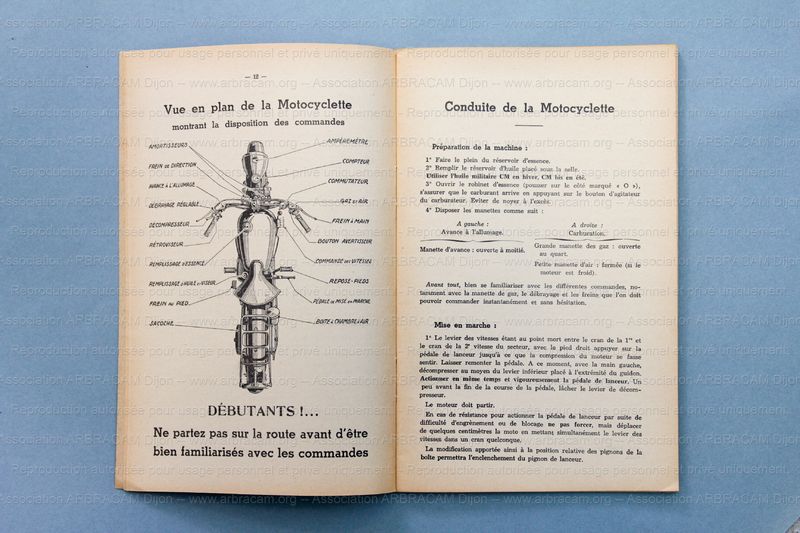 — 12 —
Vue en plan de la Motocyclette
montrant la disposition des commandes
AMORTISSEURS
FREIN DE DIRECTION
AVANCE A L'ALLUMAGE
DÉBRAYAGE RÉGLABLE
DÉCOMPRESSEUR
RÉTROVISEUR
REMPLISSAGE D'ESSENCE
REMPLISSAGE D'HUILE ET VISEUR
FREIN AU PIED
SACOCHE
AMPÈREMÈTRE
COMPTEUR
COMMUTATEUR
GAZ ET AIR
FREIN A MAIN
BOUTON AVERTISSEUR
COMMANDE DES VITESSES
REPOSE-PIEDS
PÉDALE DE MISE EN MARCHE
BOITE A CHAMBRE A AIR
DÉBUTANTS !...
Ne partez pas sur la route avant d'être
bien familiarisés avec les commandes
Conduite de la Motocyclette
Préparation de la machine :
1° Faire le plein du réservoir d'essence.
2° Remplir le réservoir d'huile placé sous la selle.
Utiliser l'huile militaire CM en hiver, CM bis en été.
3° Ouvrir le robinet d'essence (pousser sur le côté marqué « O »),
s'assurer que le carburant arrive en appuyant sur le bouton d'agitateur
du carburateur. Eviter de noyer à l'excès.
4° Disposer les manettes comme suit :
A gauche :
Avance à l'allumage.
Manette d'avance : ouverte à moitié.
A droite :
Carburation.
Grande manette des gaz : ouverte
au quart.
Petite manette d'air : fermée (si le
moteur est froid).
Avant tout, bien se familiariser avec les différentes commandes, no-
tamment avec la manette de gaz, le débrayage et les freins que l'on doit
pouvoir commander instantanément et sans hésitation.
Mise en marche :
1° Le levier des vitesses étant au point mort entre le cran de la 1re et
le cran de la 2e vitesse du secteur, avec le pied droit appuyer sur la
pédale de lanceur jusqu'à ce que la compression du moteur se fasse
sentir. Laisser remonter la pédale. A ce moment, avec la main gauche,
décompresser au moyen du levier inférieur placé à l'extrémité du guidon.
Actionner en même temps et vigoureusement la pédale de lanceur. Un
peu avant la fin de la course de la pédale, lâcher le levier de décom-
presseur.
Le moteur doit partir.
En cas de résistance pour actionner la pédale de lanceur par suite de
difficulté d'engrènement ou de blocage ne pas forcer, mais déplacer
de quelques centimètres la moto en mettant simultanément le levier des
vitesses dans un cran quelconque.
La modification apportée ainsi à la position relative des pignons de la
boîte permettra l'enclenchement du pignon de lanceur.
Reproduction autorisée pour usage personnel et privé uniquement.
Association ARBRACAM Dijon -- www.arbracam.org --